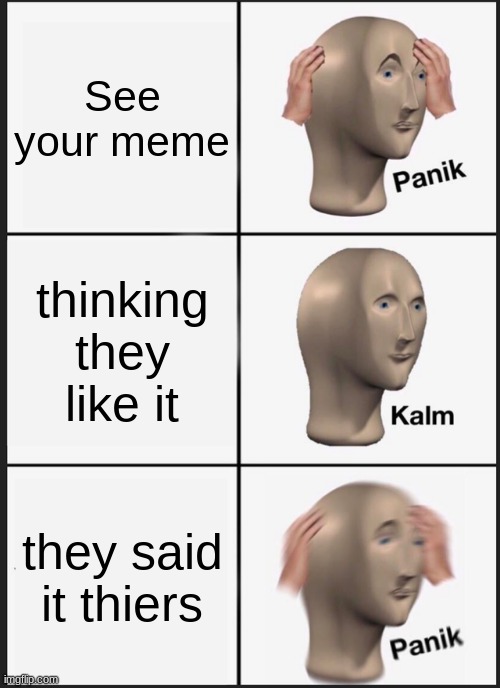 See
your meme
Panik
thinking
they
like it
Kalm
they said
it thiers
Panik
imgflip.com